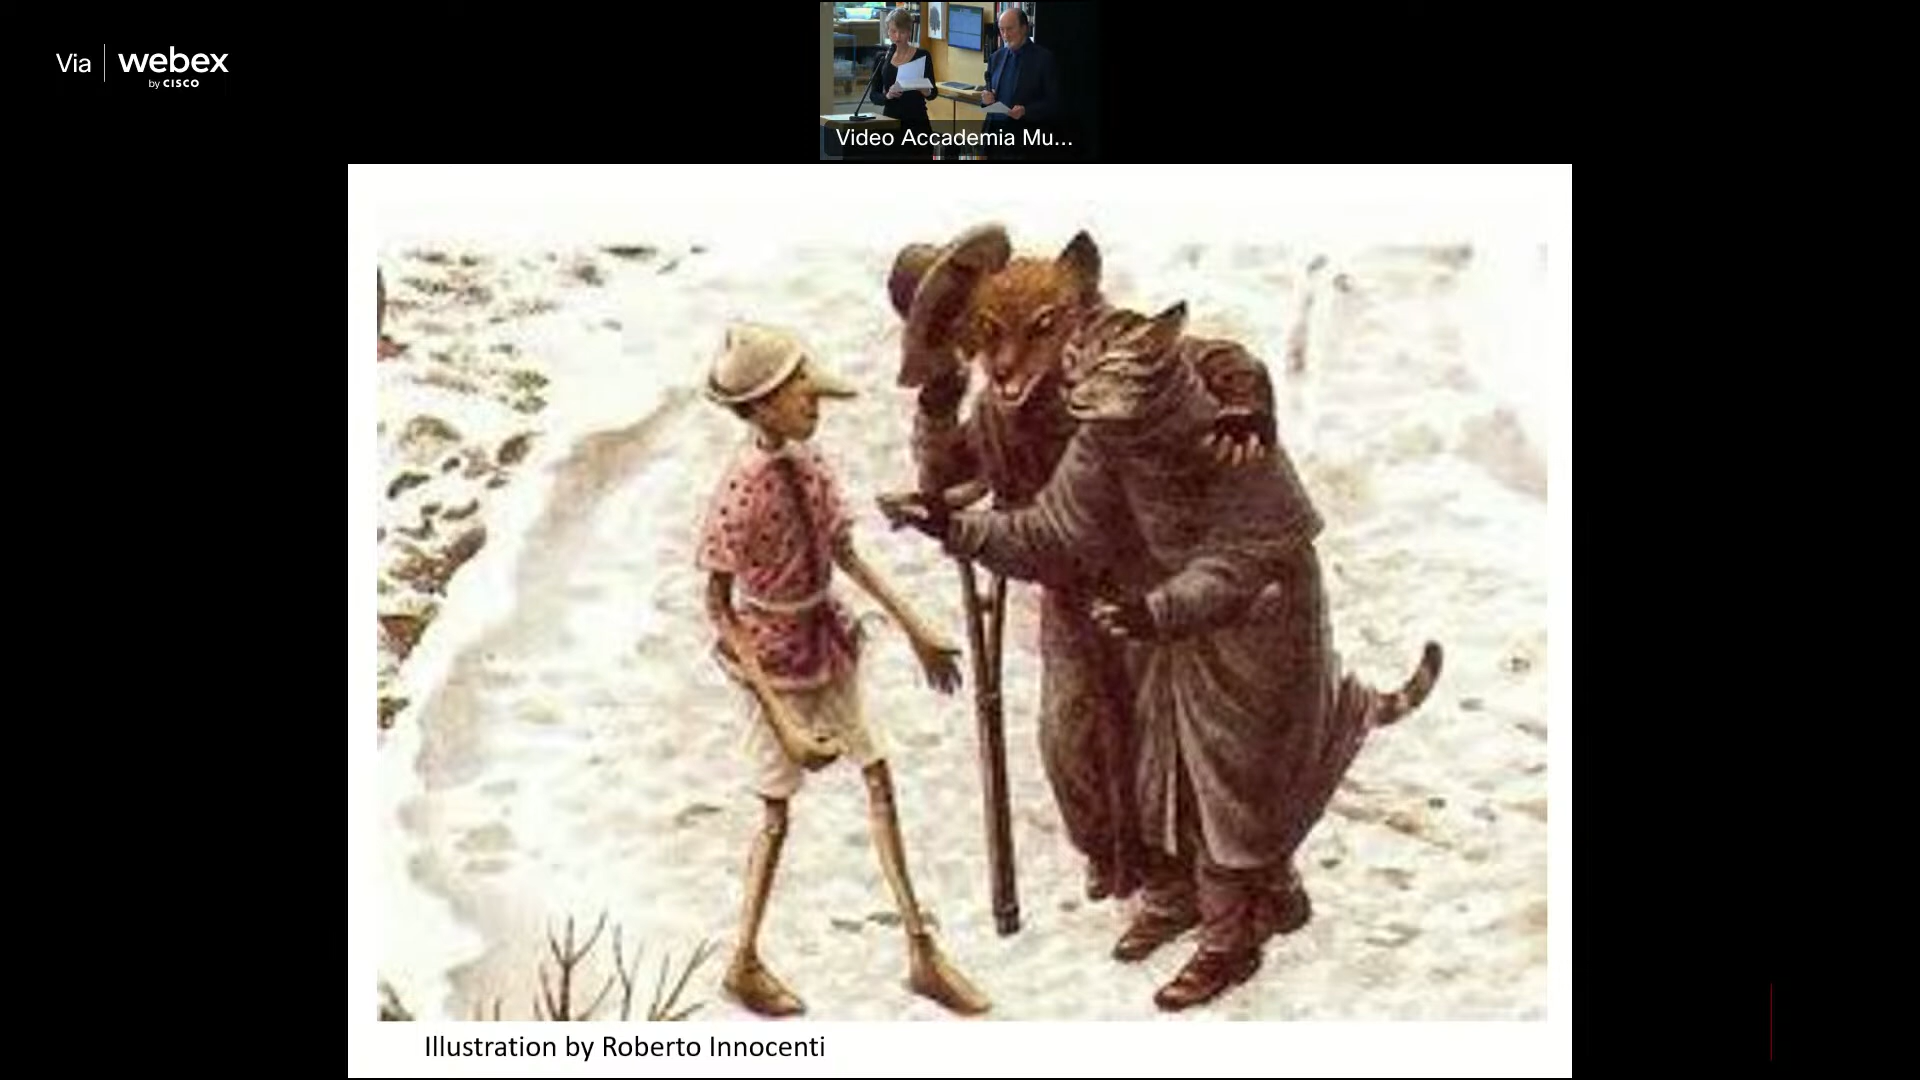 Via webex
by CISCO
Video Accademia Mu...
Illustration by Roberto Innocenti